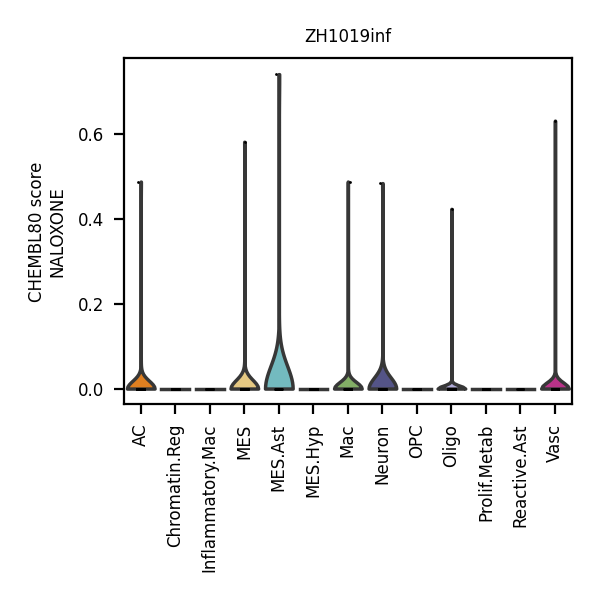 ZH1019inf
CHEMBL80 score
NALOXONE
0.6
0.4
0.2
0.0
AC
Chromatin.Reg
Inflammatory.Mac
MES
MES.Ast
MES.Hyp
Mac
Neuron
OPC
Oligo
Prolif.Metab
Reactive.Ast
Vasc